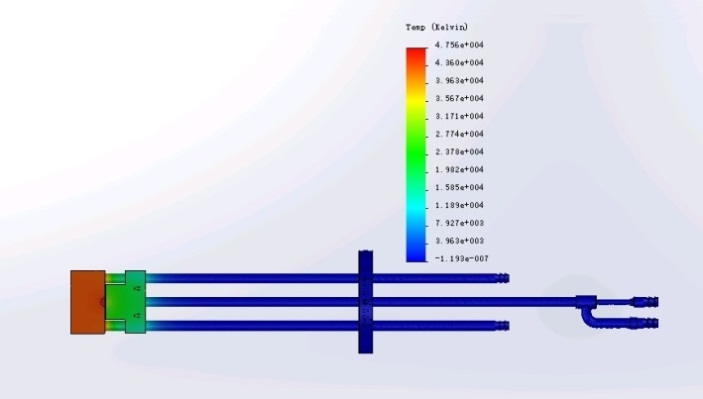 Temp (Kelvin)
4.756e+004
4.360e+004
3.963e+004
3.567e+004
3.171e+004
2.774e+004
2.378e+004
1.982e+004
1.585e+004
1.189e+004
7.927e+003
3.963e+003
-1.193e-007